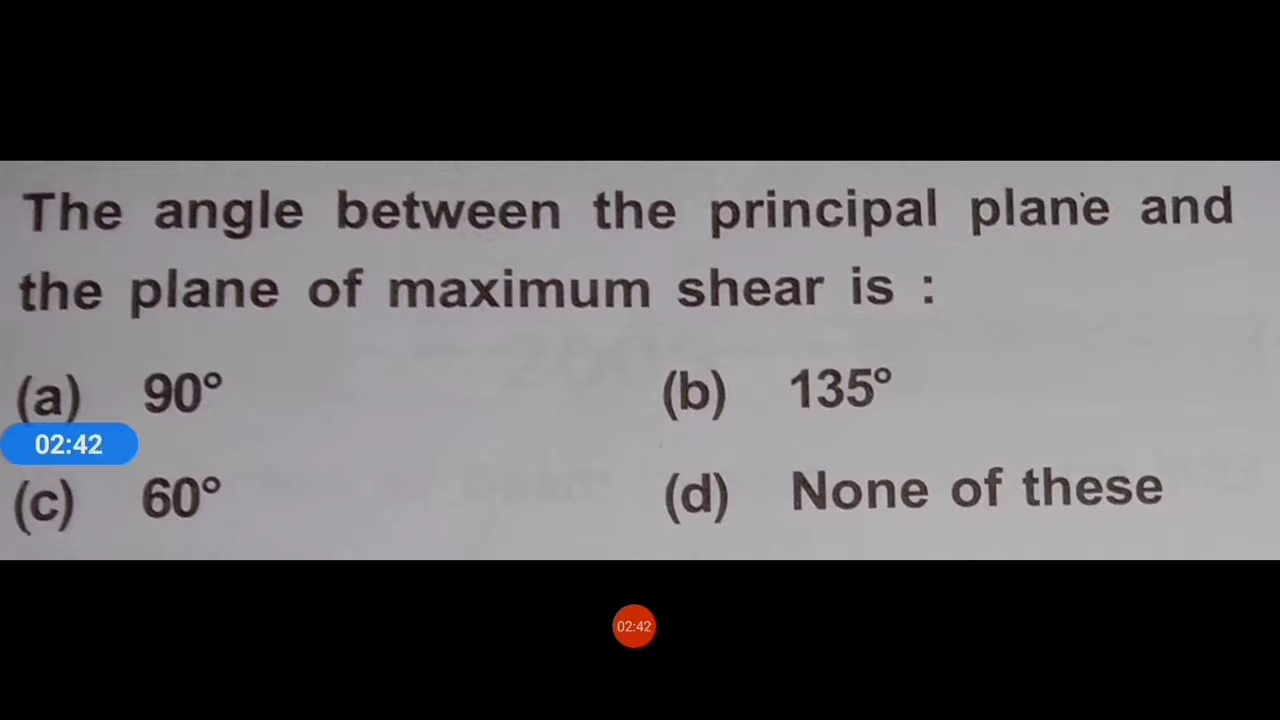 The angle between the principal plane and
the plane of maximum shear is :
(a) 90° (b) 135°
02:42
(c) 60° (d) None of these
02:42